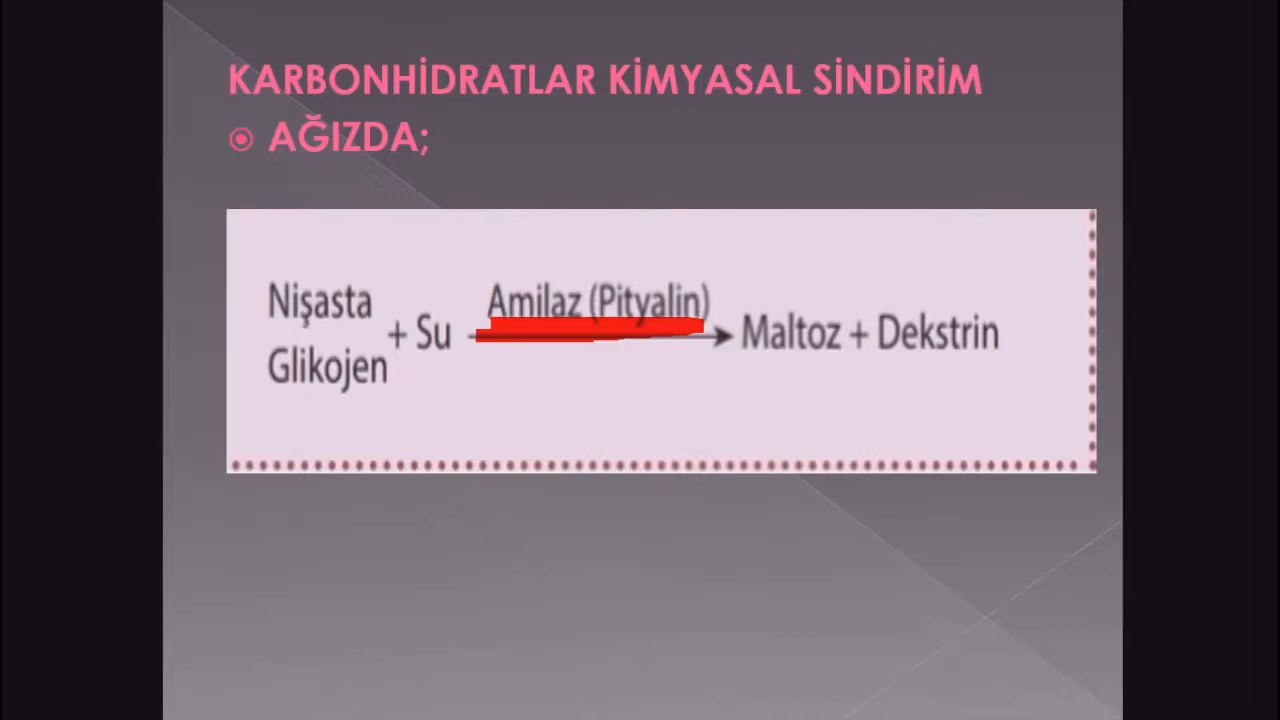 KARBONHİDRATLAR KİMYASAL SİNDİRİM
AĞIZDA;
Nişasta
Glikojen
+ Su
Amilaz (Pityalin)
Maltoz + Dekstrin